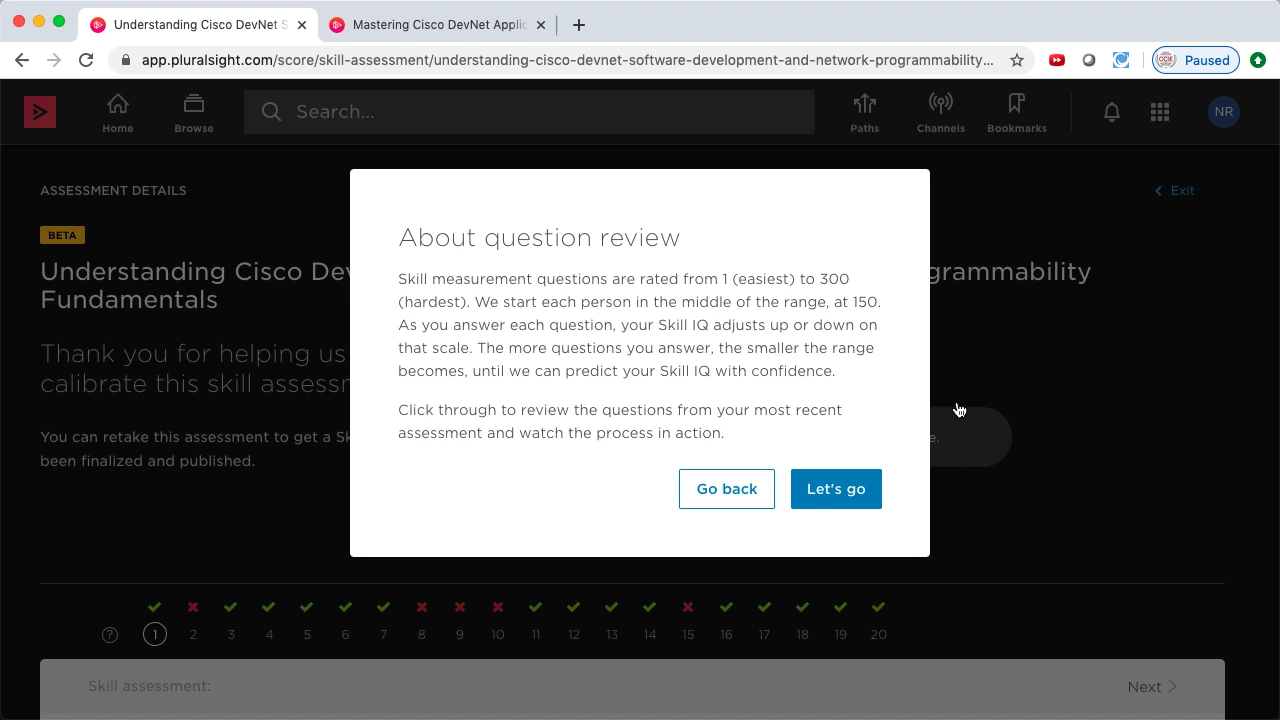 Understanding Cisco DevNet S
Mastering Cisco DevNet Applic
app.pluralsight.com/score/skill-assessment/understanding-cisco-devnet-software-development-and-network-programmability...
Paused
Home
Browse
Search...
Paths
Channels
Bookmarks
NR
ASSESSMENT DETAILS
Exit
BETA
Understanding Cisco Dev
grammability
Fundamentals
Thank you for helping us
calibrate this skill assessm
You can retake this assessment to get a Sk
e.
been finalized and published.
About question review
Skill measurement questions are rated from 1 (easiest) to 300
(hardest). We start each person in the middle of the range, at 150.
As you answer each question, your Skill IQ adjusts up or down on
that scale. The more questions you answer, the smaller the range
becomes, until we can predict your Skill IQ with confidence.
Click through to review the questions from your most recent
assessment and watch the process in action.
Go back
Let's go
? 1 2 3 4 5 6 7 8 9 10 11 12 13 14 15 16 17 18 19 20
Skill assessment:
Next